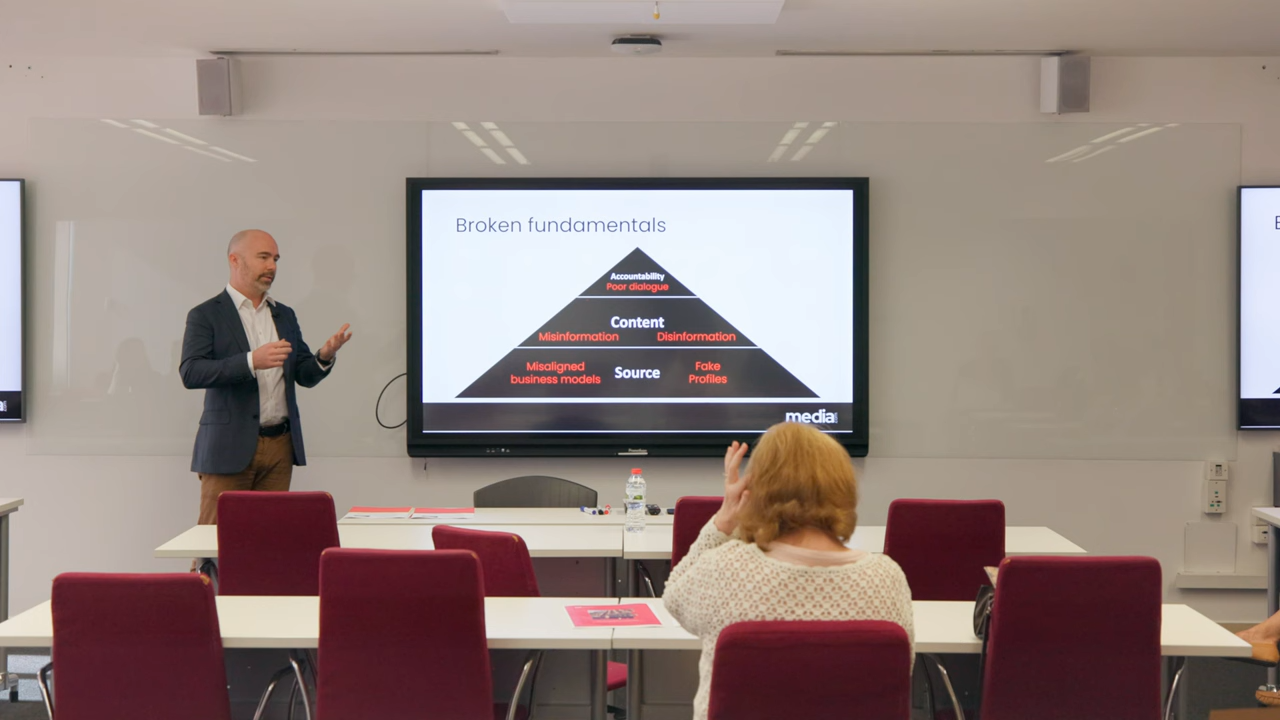 Broken fundamentals
Accountability
Poor dialogue
Content
Misinformation Disinformation
Misaligned
business models
Source
Fake
Profiles
media